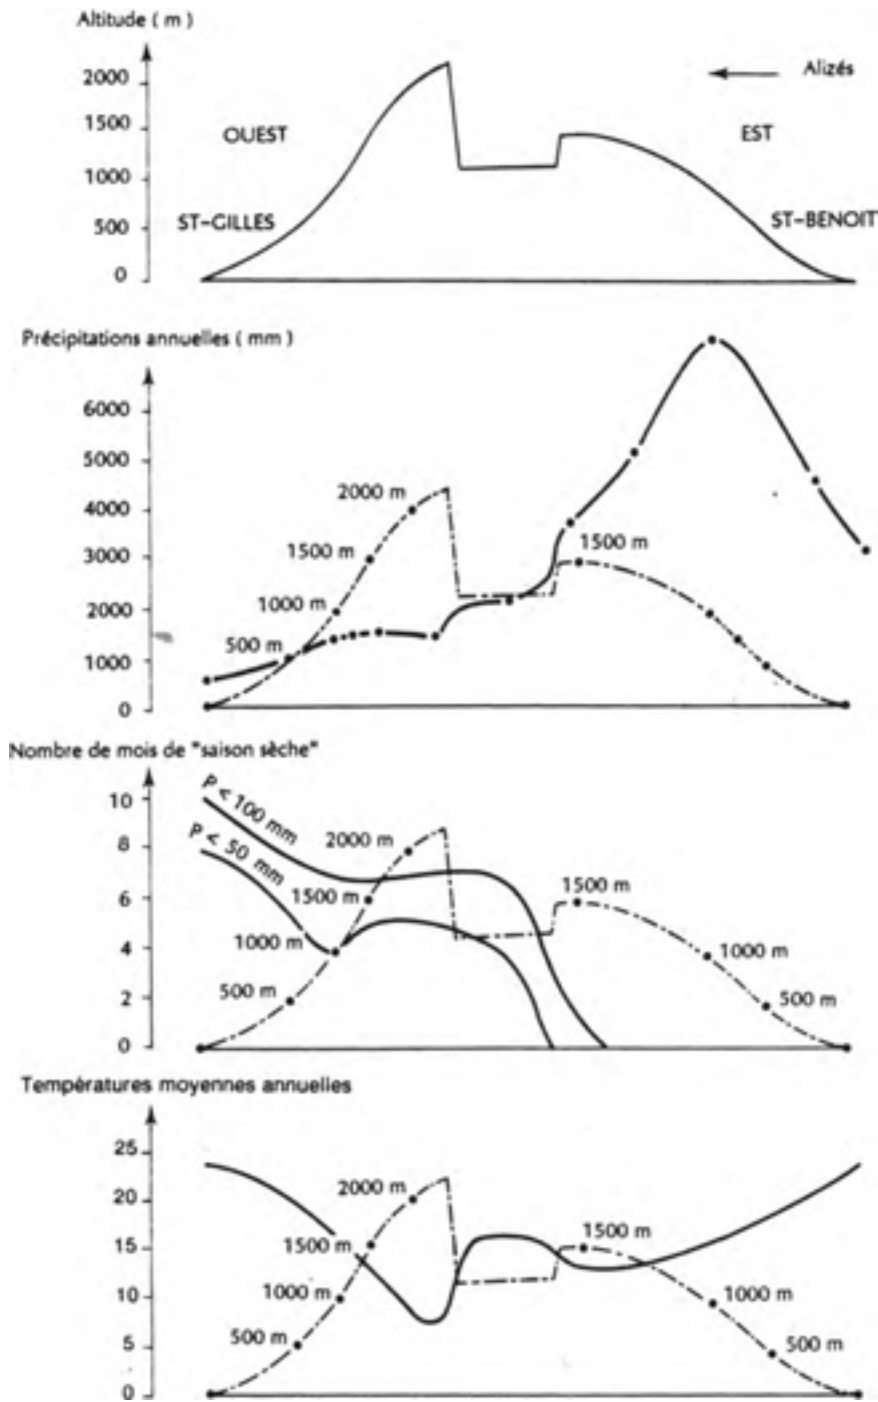 Altitude ( m )
2000
1500
1000
500
0
Alizés
OUEST
EST
ST-GILLES
ST-BENOIT
Précipitations annuelles ( mm )
6000
5000
4000
3000
2000
1000
0
2000 m
1500 m
1000 m
500 m
1500 m
Nombre de mois de "saison sèche"
10
8
6
4
2
0
P < 100 mm
P < 50 mm
2000 m
1500 m
1000 m
500 m
1500 m
1000 m
500 m
Températures moyennes annuelles
25
20
15
10
5
0
2000 m
1500 m
1000 m
500 m
1500 m
1000 m
500 m